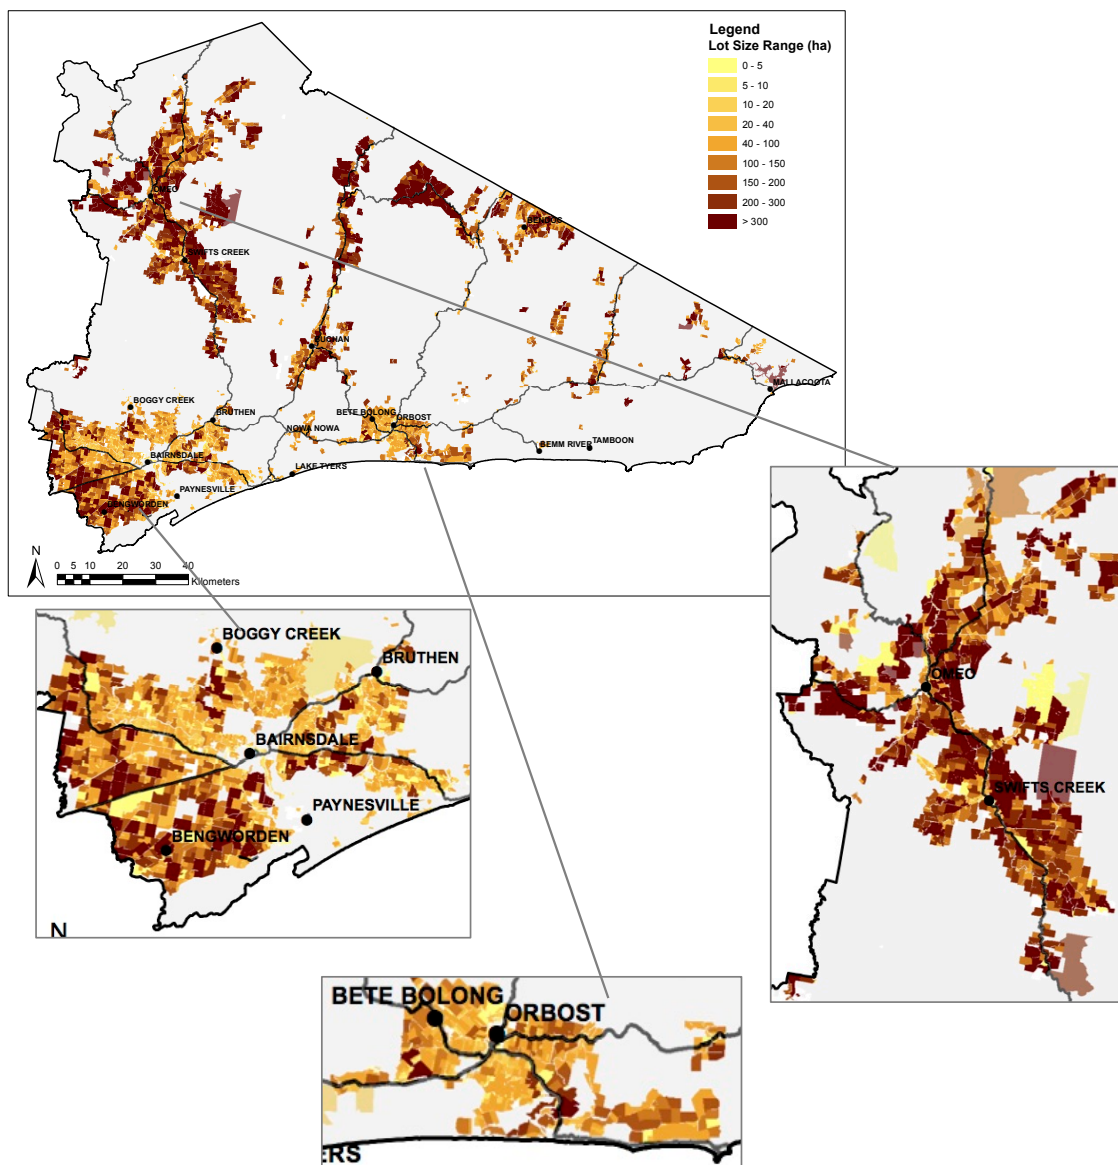 Legend
Lot Size Range (ha)
0 - 5
5 - 10
10 - 20
20 - 40
40 - 100
100 - 150
150 - 200
200 - 300
> 300
OMEO
BENDOC
SWIFTS CREEK
BUCHAN
MALLACOOTA
BOGGY CREEK
BRUTHEN
BETE BOLONG
ORBOST
NOWA NOWA
BEMM RIVER
TAMBOON
BAIRNSDALE
LAKE TYERS
PAYNESVILLE
BENGWORDEN
N
0 5 10 20 30 40
Kilometers
BOGGY CREEK
BRUTHEN
BAIRNSDALE
PAYNESVILLE
BENGWORDEN
N
OMEO
SWIFTS CREEK
BETE BOLONG
ORBOST
ERS